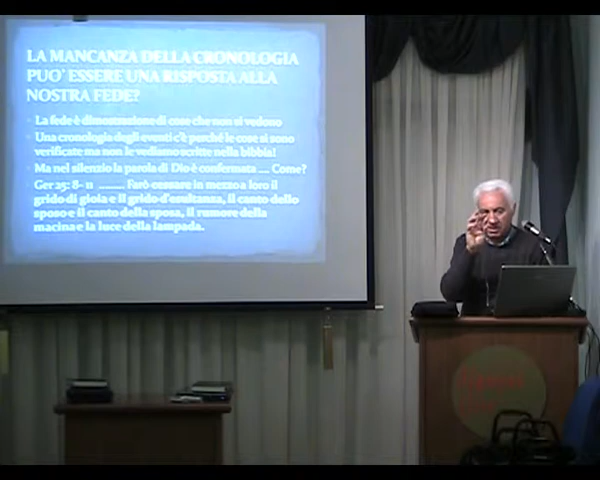 LA MANCANZA DELLA CRONOLOGIA
PUO' ESSERE UNA RISPOSTA ALLA
NOSTRA FEDE?
La fede è dimostrazione di cose che non si vedono
Una cronologia degli eventi c'è perché le cose si sono
verificate ma non le vediamo scritte nella bibbia!
Ma nel silenzio la parola di Dio è confermata .... Come?
Ger 25: 8- 11 ......... Farò cessare in mezzo a loro il
grido di gioia e il grido d'esultanza, il canto dello
sposo e il canto della sposa, il rumore della
macina e la luce della lampada.